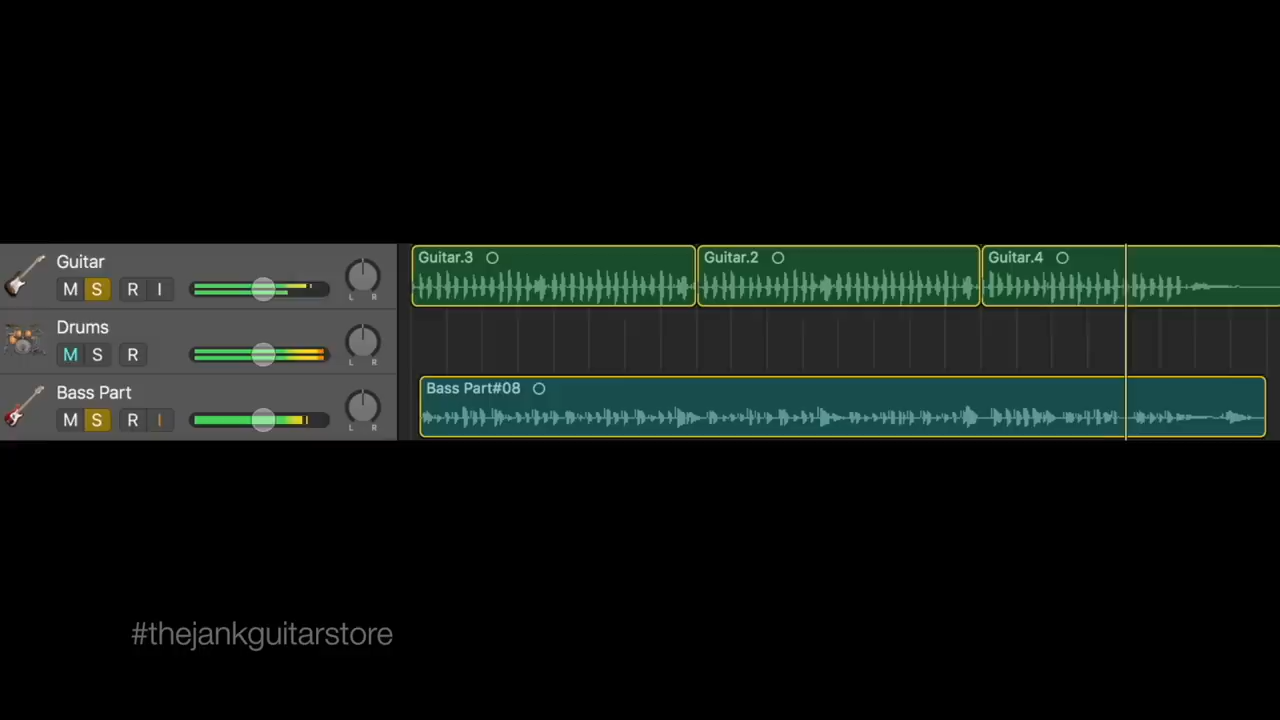 Guitar
M S R I
L R
Guitar.3
Guitar.2
Guitar.4
Drums
M S R
L R
Bass Part
M S R I
L R
Bass Part#08
#thejankguitarstore